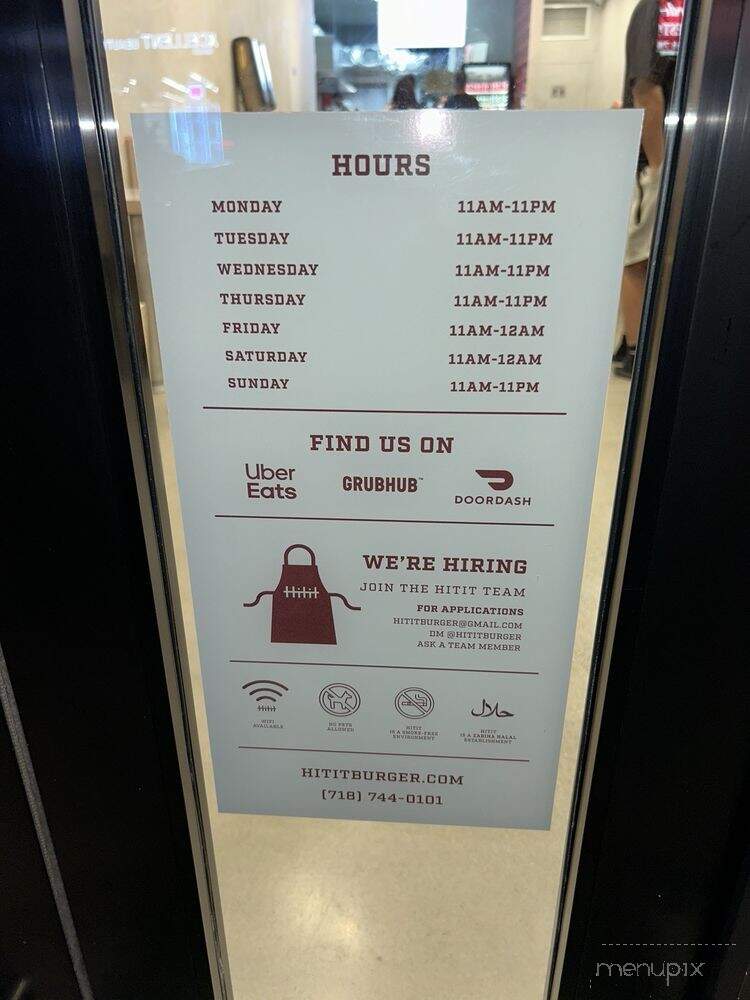 HOURS
MONDAY 11AM-11PM
TUESDAY 11AM-11PM
WEDNESDAY 11AM-11PM
THURSDAY 11AM-11PM
FRIDAY 11AM-12AM
SATURDAY 11AM-12AM
SUNDAY 11AM-11PM
FIND US ON
Uber Eats
GRUBHUB™
DOORDASH
WE'RE HIRING
JOIN THE HITIT TEAM
Hitit
FOR APPLICATIONS
HITITBURGER@GMAIL.COM
DM @HITITBURGER
ASK A TEAM MEMBER
Hitit
WIFI
AVAILABLE
NO PETS
ALLOWED
HITIT
IS A SMOKE-FREE
ENVIRONMENT
حلال
HITIT
IS A ZABIHA HALAL
ESTABLISHMENT
HITITBURGER.COM
(718) 744-0101
menupix